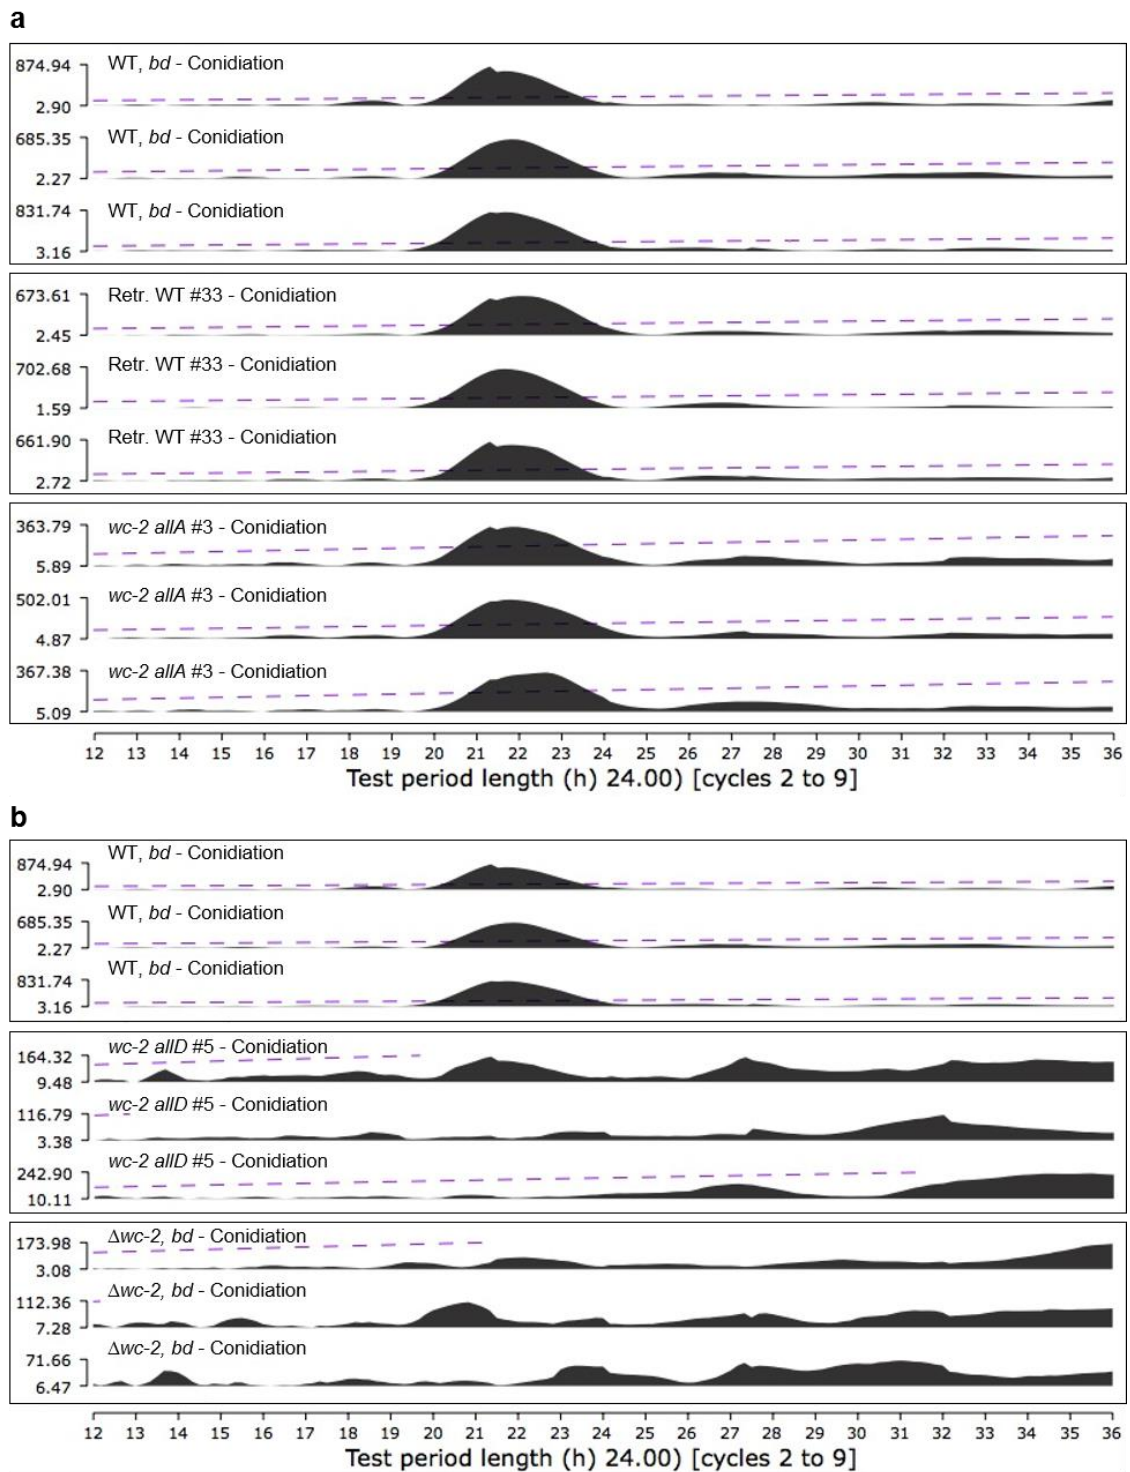 a
874.94
WT, bd - Conidiation
2.90
685.35
WT, bd - Conidiation
2.27
831.74
WT, bd - Conidiation
3.16
673.61
Retr. WT #33 - Conidiation
2.45
702.68
Retr. WT #33 - Conidiation
1.59
661.90
Retr. WT #33 - Conidiation
2.72
363.79
wc-2 allA #3 - Conidiation
5.89
502.01
wc-2 allA #3 - Conidiation
4.87
367.38
wc-2 allA #3 - Conidiation
5.09
12 13 14 15 16 17 18 19 20 21 22 23 24 25 26 27 28 29 30 31 32 33 34 35 36
Test period length (h) 24.00) [cycles 2 to 9]
b
874.94
WT, bd - Conidiation
2.90
685.35
WT, bd - Conidiation
2.27
831.74
WT, bd - Conidiation
3.16
164.32
wc-2 allD #5 - Conidiation
9.48
116.79
wc-2 allD #5 - Conidiation
3.38
242.90
wc-2 allD #5 - Conidiation
10.11
173.98
Δwc-2, bd - Conidiation
3.08
112.36
Δwc-2, bd - Conidiation
7.28
71.66
Δwc-2, bd - Conidiation
6.47
12 13 14 15 16 17 18 19 20 21 22 23 24 25 26 27 28 29 30 31 32 33 34 35 36
Test period length (h) 24.00) [cycles 2 to 9]